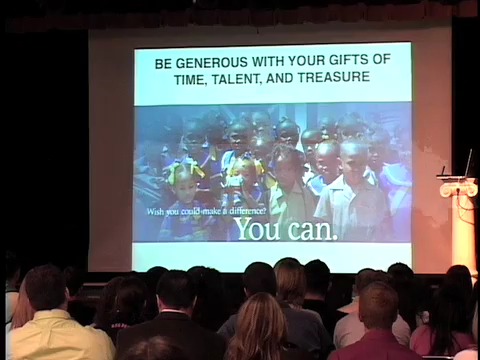 BE GENEROUS WITH YOUR GIFTS OF
TIME, TALENT, AND TREASURE
Wish you could make a difference?
You can.